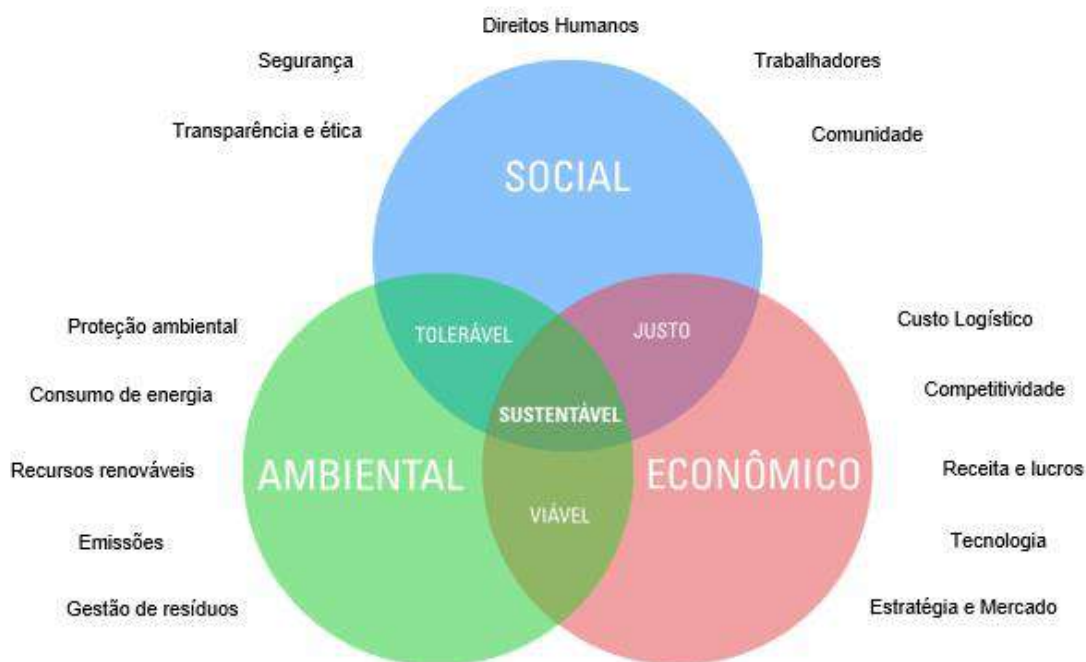 Direitos Humanos
Segurança
Trabalhadores
Transparência e ética
Comunidade
SOCIAL
Proteção ambiental
TOLERÁVEL
JUSTO
Custo Logístico
Consumo de energia
Competitividade
SUSTENTÁVEL
Recursos renováveis
AMBIENTAL
ECONÔMICO
Receita e lucros
VIÁVEL
Emissões
Tecnologia
Gestão de resíduos
Estratégia e Mercado